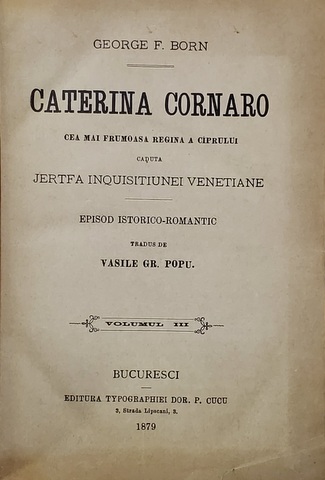 GEORGE F. BORN
CATERINA CORNARO
CEA MAI FRUMOASA REGINA A CIPRULUI
CADUTA
JERTFA INQUISITIUNEI VENETIANE
EPISOD ISTORICO-ROMANTIC
TRADUS DE
VASILE GR. POPU.
VOLUMUL III
BUCURESCI
EDITURA TYPOGRAPHIEI DOR. P. CUCU
3, Strada Lipscani, 3.
1879